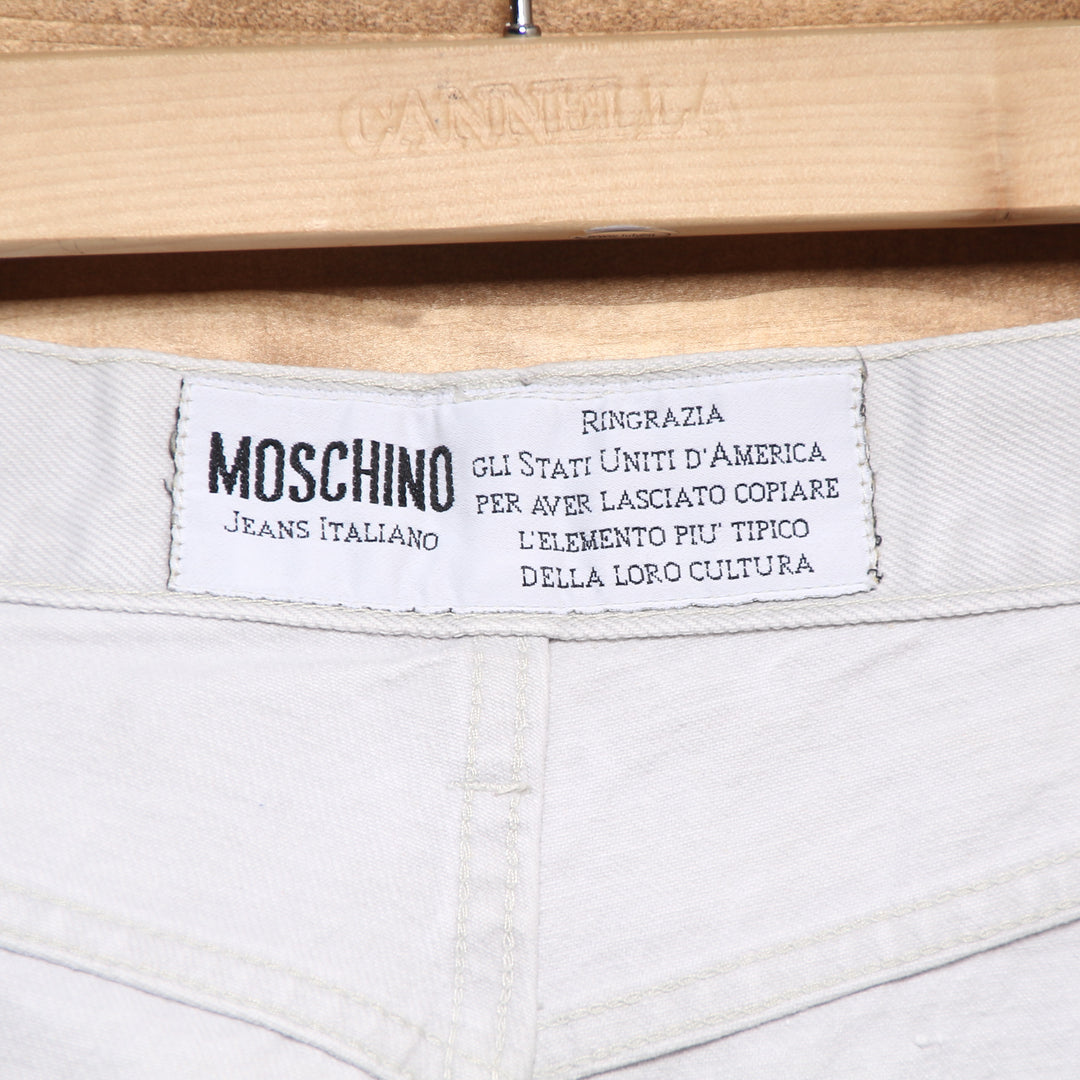 CANNELLA
MOSCHINO
JEANS ITALIANO
RINGRAZIA
GLI STATI UNITI D'AMERICA
PER AVER LASCIATO COPIARE
L'ELEMENTO PIU' TIPICO
DELLA LORO CULTURA